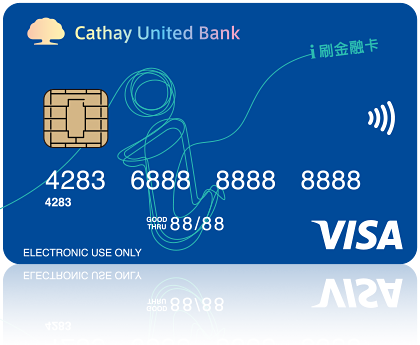 Cathay United Bank
i 刷金融卡
4283 6888 8888 8888
4283
GOOD THRU 88/88
VISA
ELECTRONIC USE ONLY